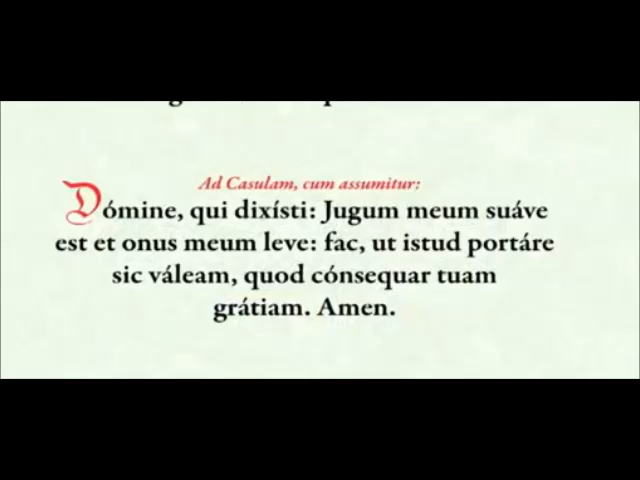 Ad Casulam, cum assumitur:
Dómine, qui dixísti: Jugum meum suáve
est et onus meum leve: fac, ut istud portáre
sic váleam, quod cónsequar tuam
grátiam. Amen.